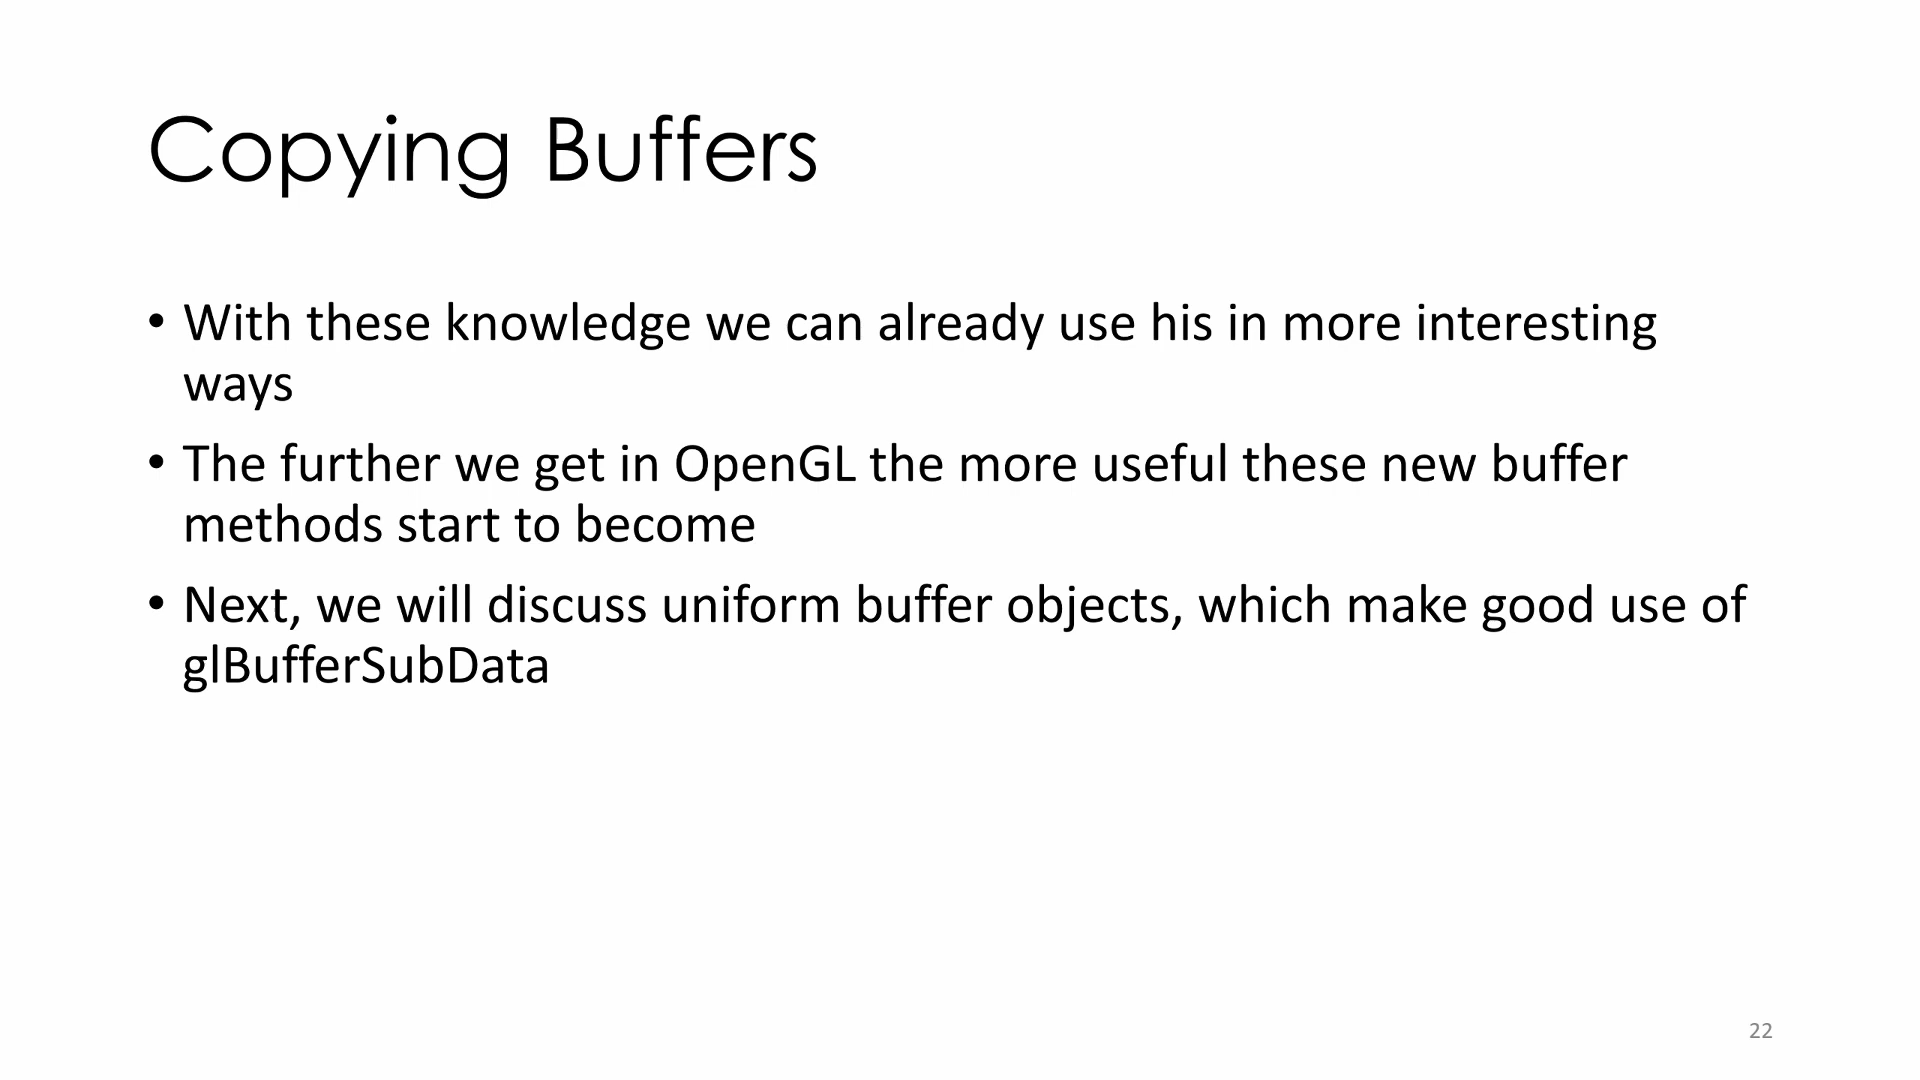 Copying Buffers
• With these knowledge we can already use his in more interesting
ways
• The further we get in OpenGL the more useful these new buffer
methods start to become
• Next, we will discuss uniform buffer objects, which make good use of
glBufferSubData
22